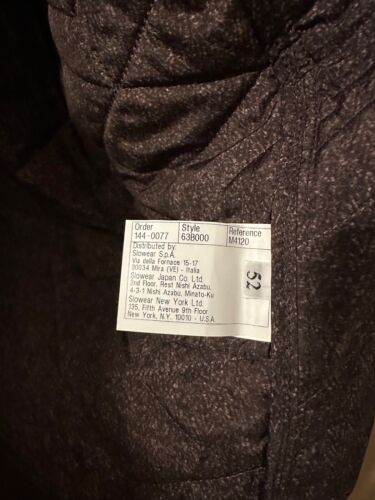 Order Style Reference
144-0077 63B000 M4120
Distributed by:
Slowear S.p.A.
Via della Fornace 15-17
30034 Mira (VE) - Italia
Slowear Japan Co. Ltd.
2nd Floor, Rest Nishi Azabu,
4-3-1 Nishi Azabu, Minato-Ku
Slowear New York Ltd.
135, Fifth Avenue 9th Floor
New York, N.Y. 10010 - U.S.A
52